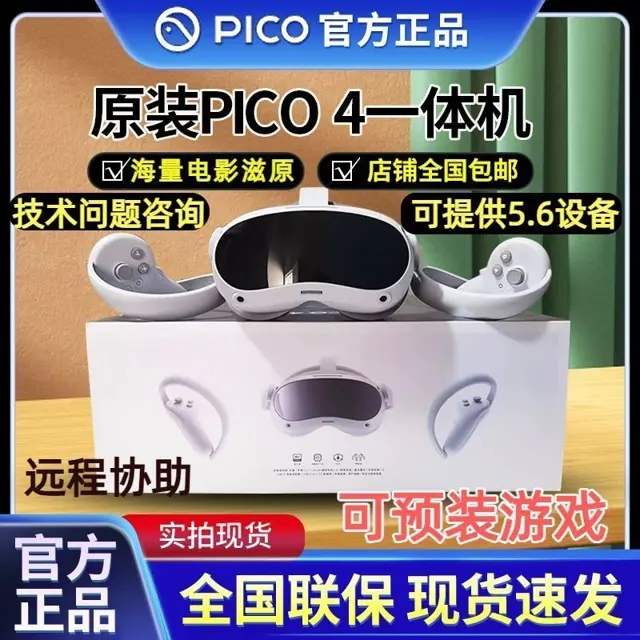 PICO 官方正品
原装PICO 4一体机
海量电影滋原
店铺全国包邮
技术问题咨询
可提供5.6设备
远程协助
可预装游戏
实拍现货
官方
正品
全国联保 现货速发